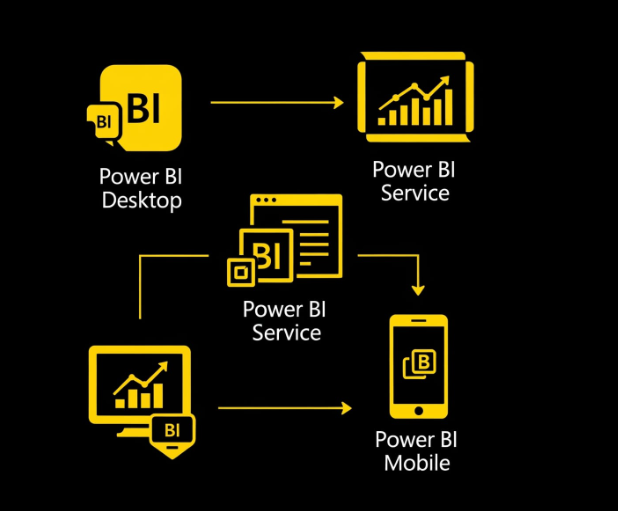 BI
BI
Power BI
Desktop
Power BI
Service
BI
Power BI
Service
BI
B
Power BI
Mobile